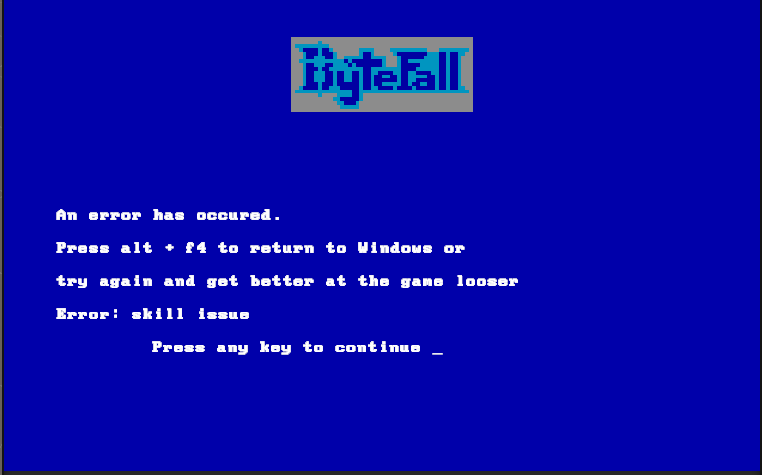 ByteFall
An error has occured.
Press alt + f4 to return to Windows or
try again and get better at the game looser
Error: skill issue
Press any key to continue _